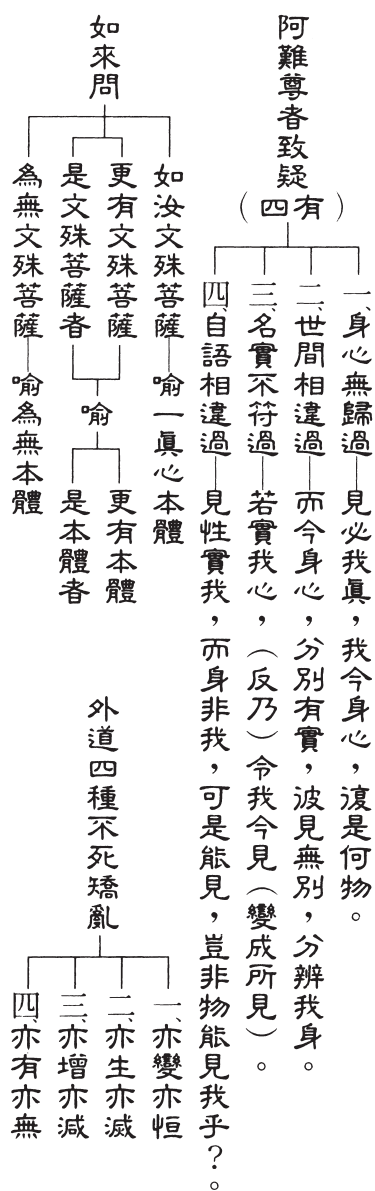 阿難尊者致疑
(四有)
一、身心無歸過—見必我真,我今身心,復是何物。
二、世間相違過—而今身心,分別有實,彼見無別,分辨我身。
三、名實不符過—若實我心,(反乃)令我今見(變成所見)。
四、自語相違過—見性實我,而身非我,可是能見,豈非物能見我乎?。
如來問
如汝文殊菩薩—喻一眞心本體
更有文殊菩薩
是文殊菩薩者
喻
更有本體
是本體者
為無文殊菩薩—喻為無本體
外道四種不死矯亂
一、亦變亦恒
二、亦生亦滅
三、亦增亦減
四、亦有亦無